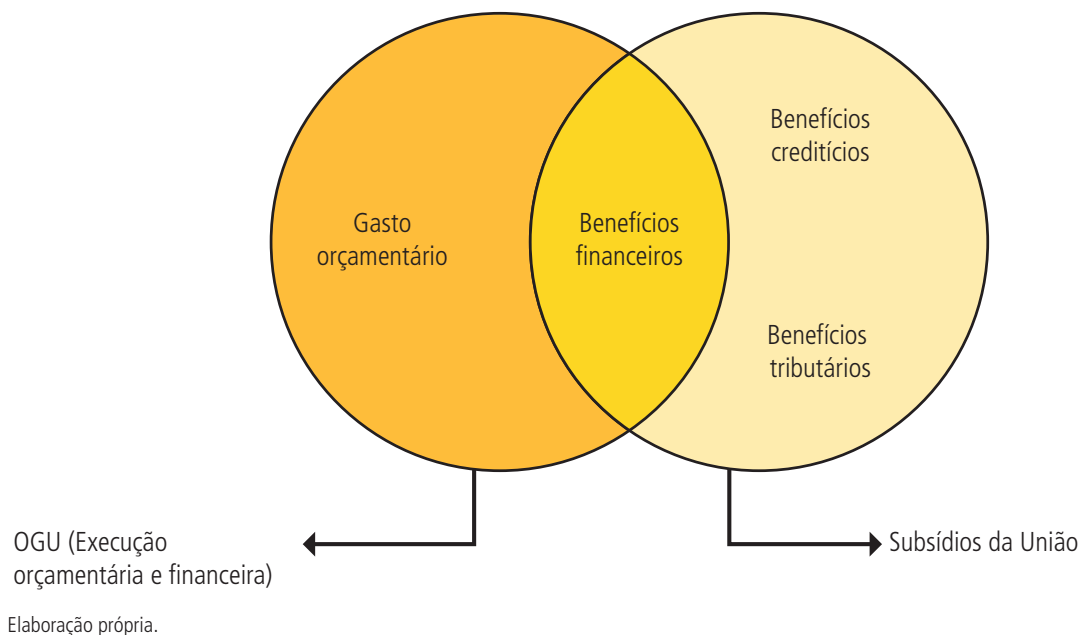 Benefícios
creditícios
Gasto
orçamentário
Benefícios
financeiros
Benefícios
tributários
OGU (Execução
orçamentária e financeira)
Subsídios da União
Elaboração própria.